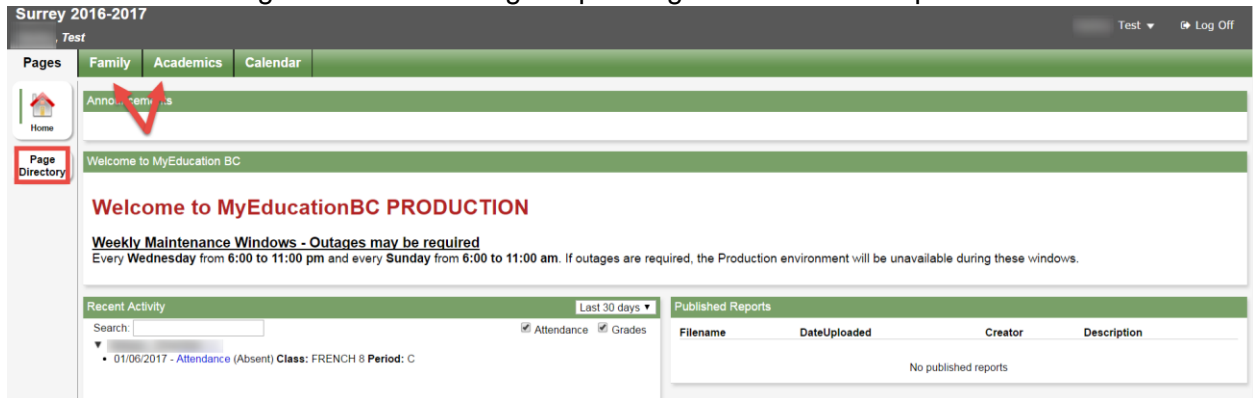 Surrey 2016-2017
Test ▼ Log Off
, Test
Pages Family Academics Calendar
Announcements
Home
Page
Directory
Welcome to MyEducation BC
Welcome to MyEducationBC PRODUCTION
Weekly Maintenance Windows - Outages may be required
Every Wednesday from 6:00 to 11:00 pm and every Sunday from 6:00 to 11:00 am. If outages are required, the Production environment will be unavailable during these windows.
Recent Activity Last 30 days ▼
Search: Attendance Grades
• 01/06/2017 - Attendance (Absent) Class: FRENCH 8 Period: C
Published Reports
Filename DateUploaded Creator Description
No published reports